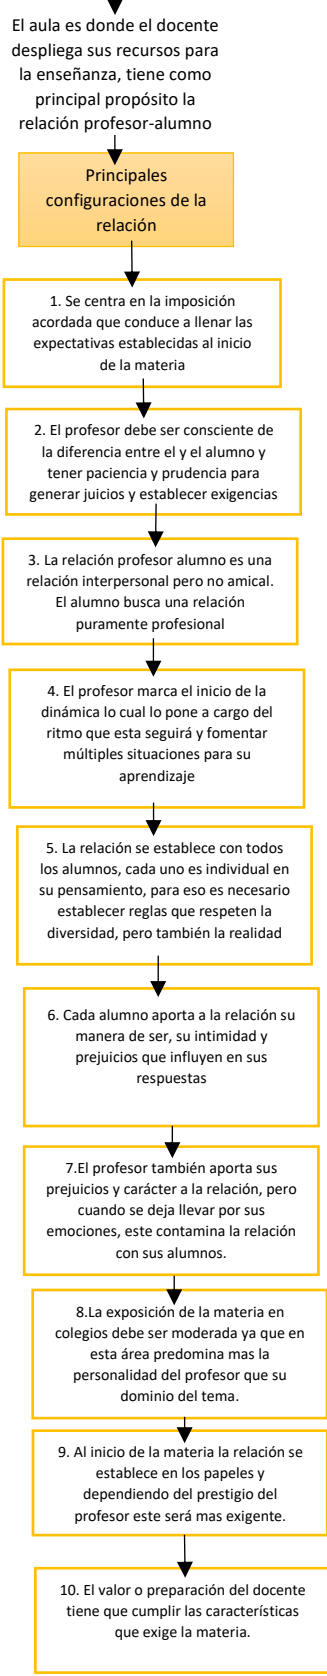 El aula es donde el docente
despliega sus recursos para
la enseñanza, tiene como
principal propósito la
relación profesor-alumno
Principales
configuraciones de la
relación
1. Se centra en la imposición
acordada que conduce a llenar las
expectativas establecidas al inicio
de la materia
2. El profesor debe ser consciente de
la diferencia entre el y el alumno y
tener paciencia y prudencia para
generar juicios y establecer exigencias
3. La relación profesor alumno es una
relación interpersonal pero no amical.
El alumno busca una relación
puramente profesional
4. El profesor marca el inicio de la
dinámica lo cual lo pone a cargo del
ritmo que esta seguirá y fomentar
múltiples situaciones para su
aprendizaje
5. La relación se establece con todos
los alumnos, cada uno es individual en
su pensamiento, para eso es necesario
establecer reglas que respeten la
diversidad, pero también la realidad
6. Cada alumno aporta a la relación su
manera de ser, su intimidad y
prejuicios que influyen en sus
respuestas
7.El profesor también aporta sus
prejuicios y carácter a la relación, pero
cuando se deja llevar por sus
emociones, este contamina la relación
con sus alumnos.
8.La exposición de la materia en
colegios debe ser moderada ya que en
esta área predomina mas la
personalidad del profesor que su
dominio del tema.
9. Al inicio de la materia la relación se
establece en los papeles y
dependiendo del prestigio del
profesor este será mas exigente.
10. El valor o preparación del docente
tiene que cumplir las características
que exige la materia.